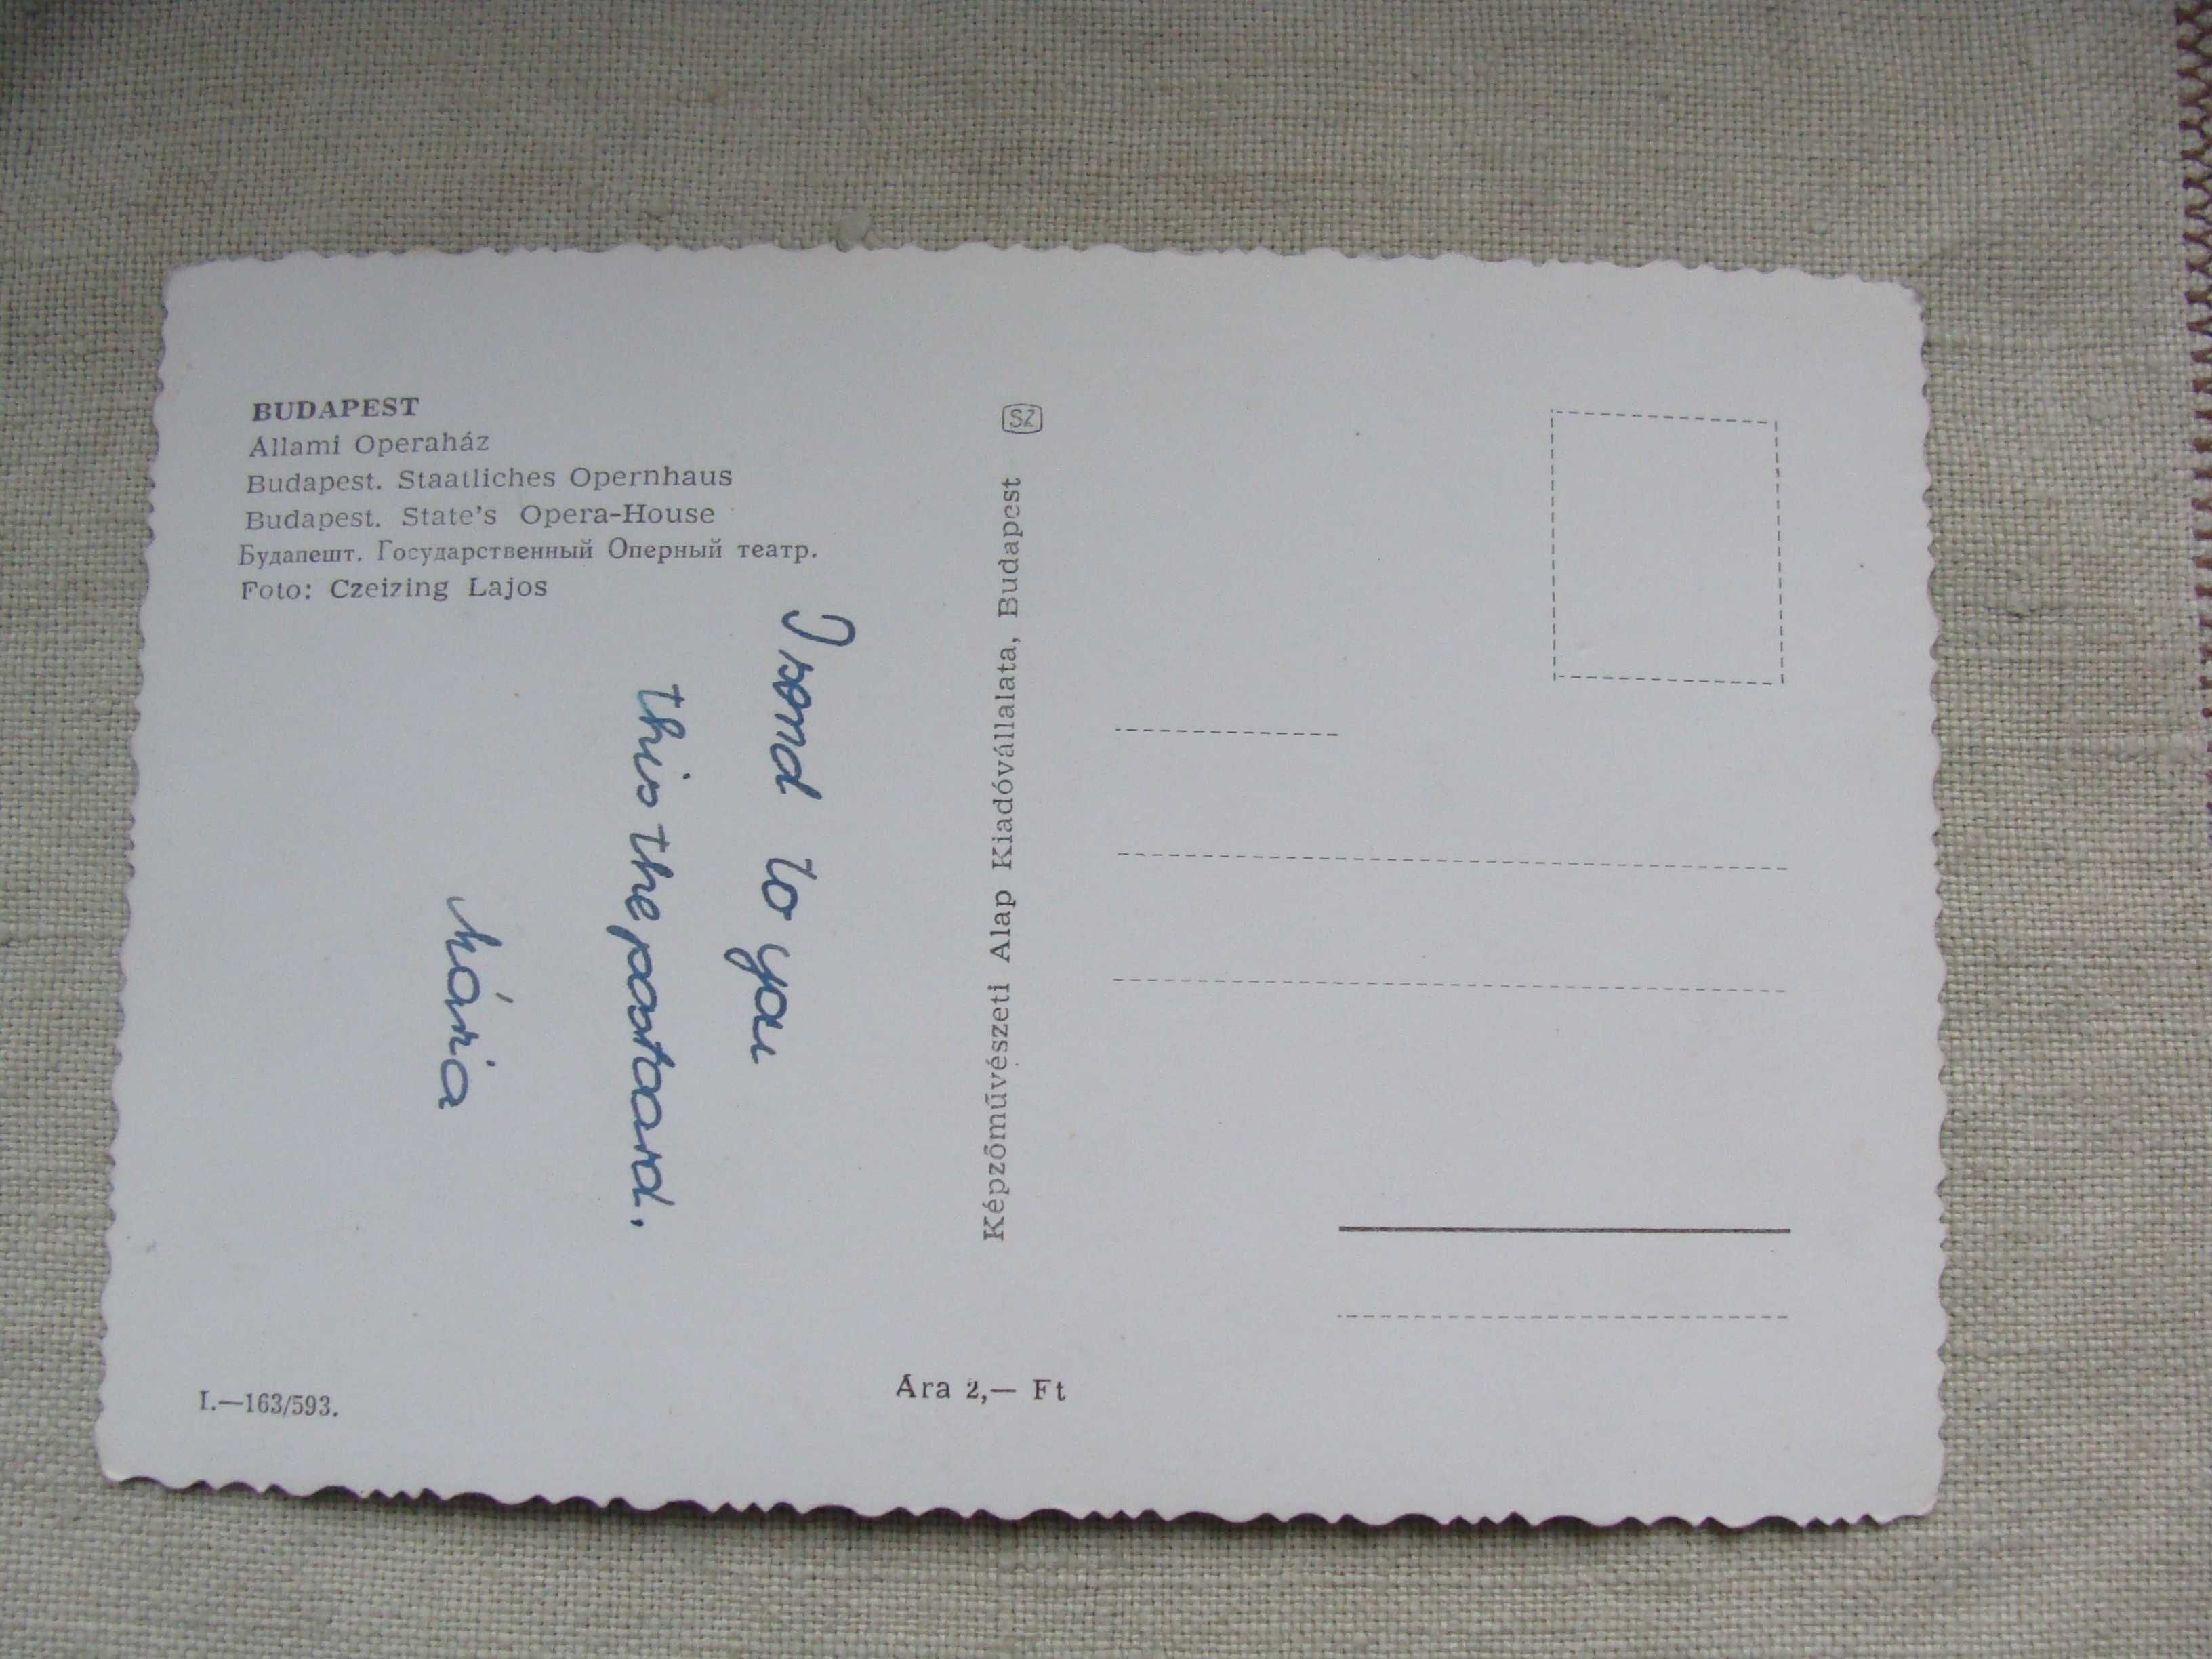 BUDAPEST
Állami Operaház
Budapest. Staatliches Opernhaus
Budapest. State's Opera-House
Будапешт. Государственный Оперный театр.
Foto: Czeizing Lajos
I send to you
this the postcard.
Mária
SZ
Képzőművészeti Alap Kiadóvállalata, Budapest
I.—163/593.
Ára 2,— Ft